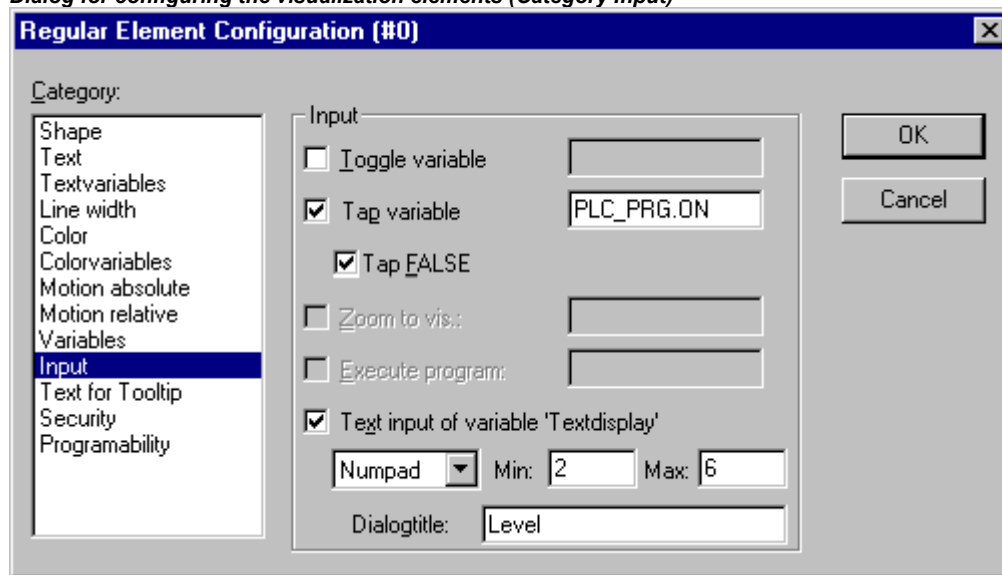 Dialog for configuring the visualization elements (Category Input)
Regular Element Configuration (#0)
Category:
Shape
Text
Textvariables
Line width
Color
Colorvariables
Motion absolute
Motion relative
Variables
Input
Text for Tooltip
Security
Programability
Input
Toggle variable
Tap variable PLC_PRG.ON
Tap FALSE
Zoom to vis.:
Execute program:
Text input of variable 'Textdisplay'
Numpad Min: 2 Max: 6
Dialogtitle: Level
OK
Cancel